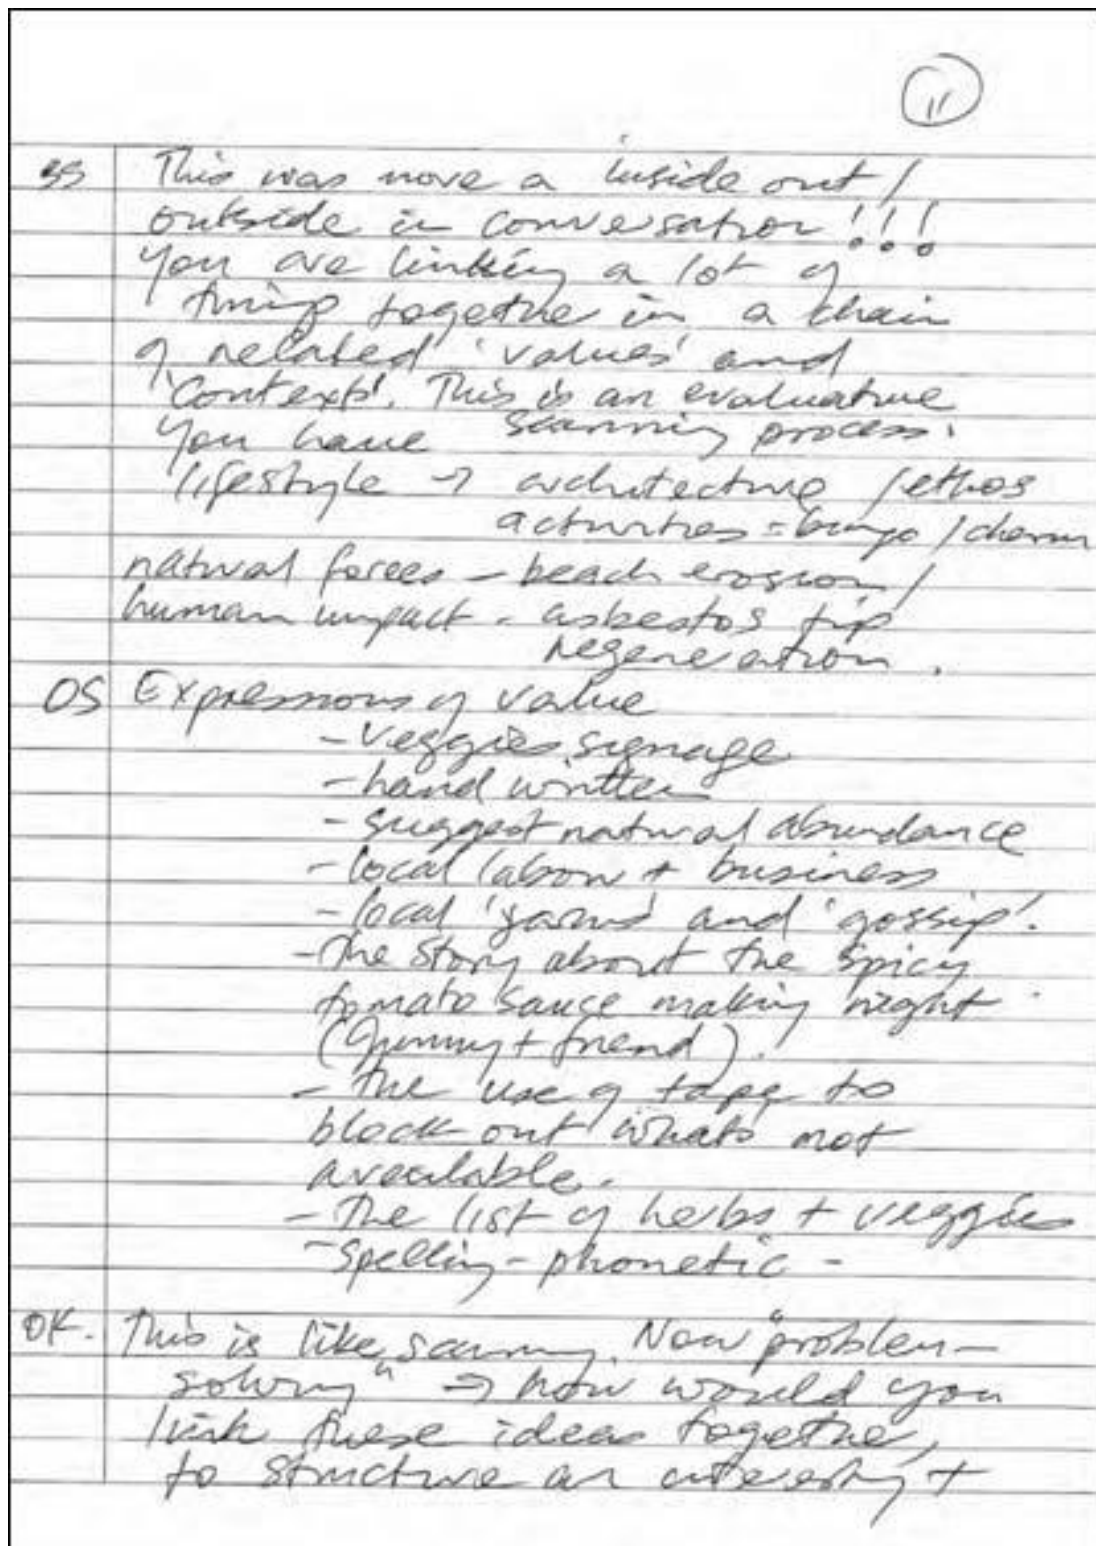 11
SS This was more a inside out /
outside in conversation!!!
You are linking a lot of
things together in a chain
of related 'values' and
'contexts'. This is an evaluative
You have scanning process.
lifestyle → architecture / ethos
activities = bingo /
natural forces - beach erosion /
human impact - asbestos tip
regeneration.
OS Expressions of value
- veggies signage
- hand written
- suggest natural abundance
- local labour + business
- local 'yarns' and 'gossip'.
- the story about the spicy
tomato sauce making night
( + friend).
- the use of tape to
block out whats not
available.
- The list of herbs + veggies
- spelling - phonetic -
OK. This is like scanning. Now "problem-
solving" → how would you
link these ideas together,
to structure an interesting +